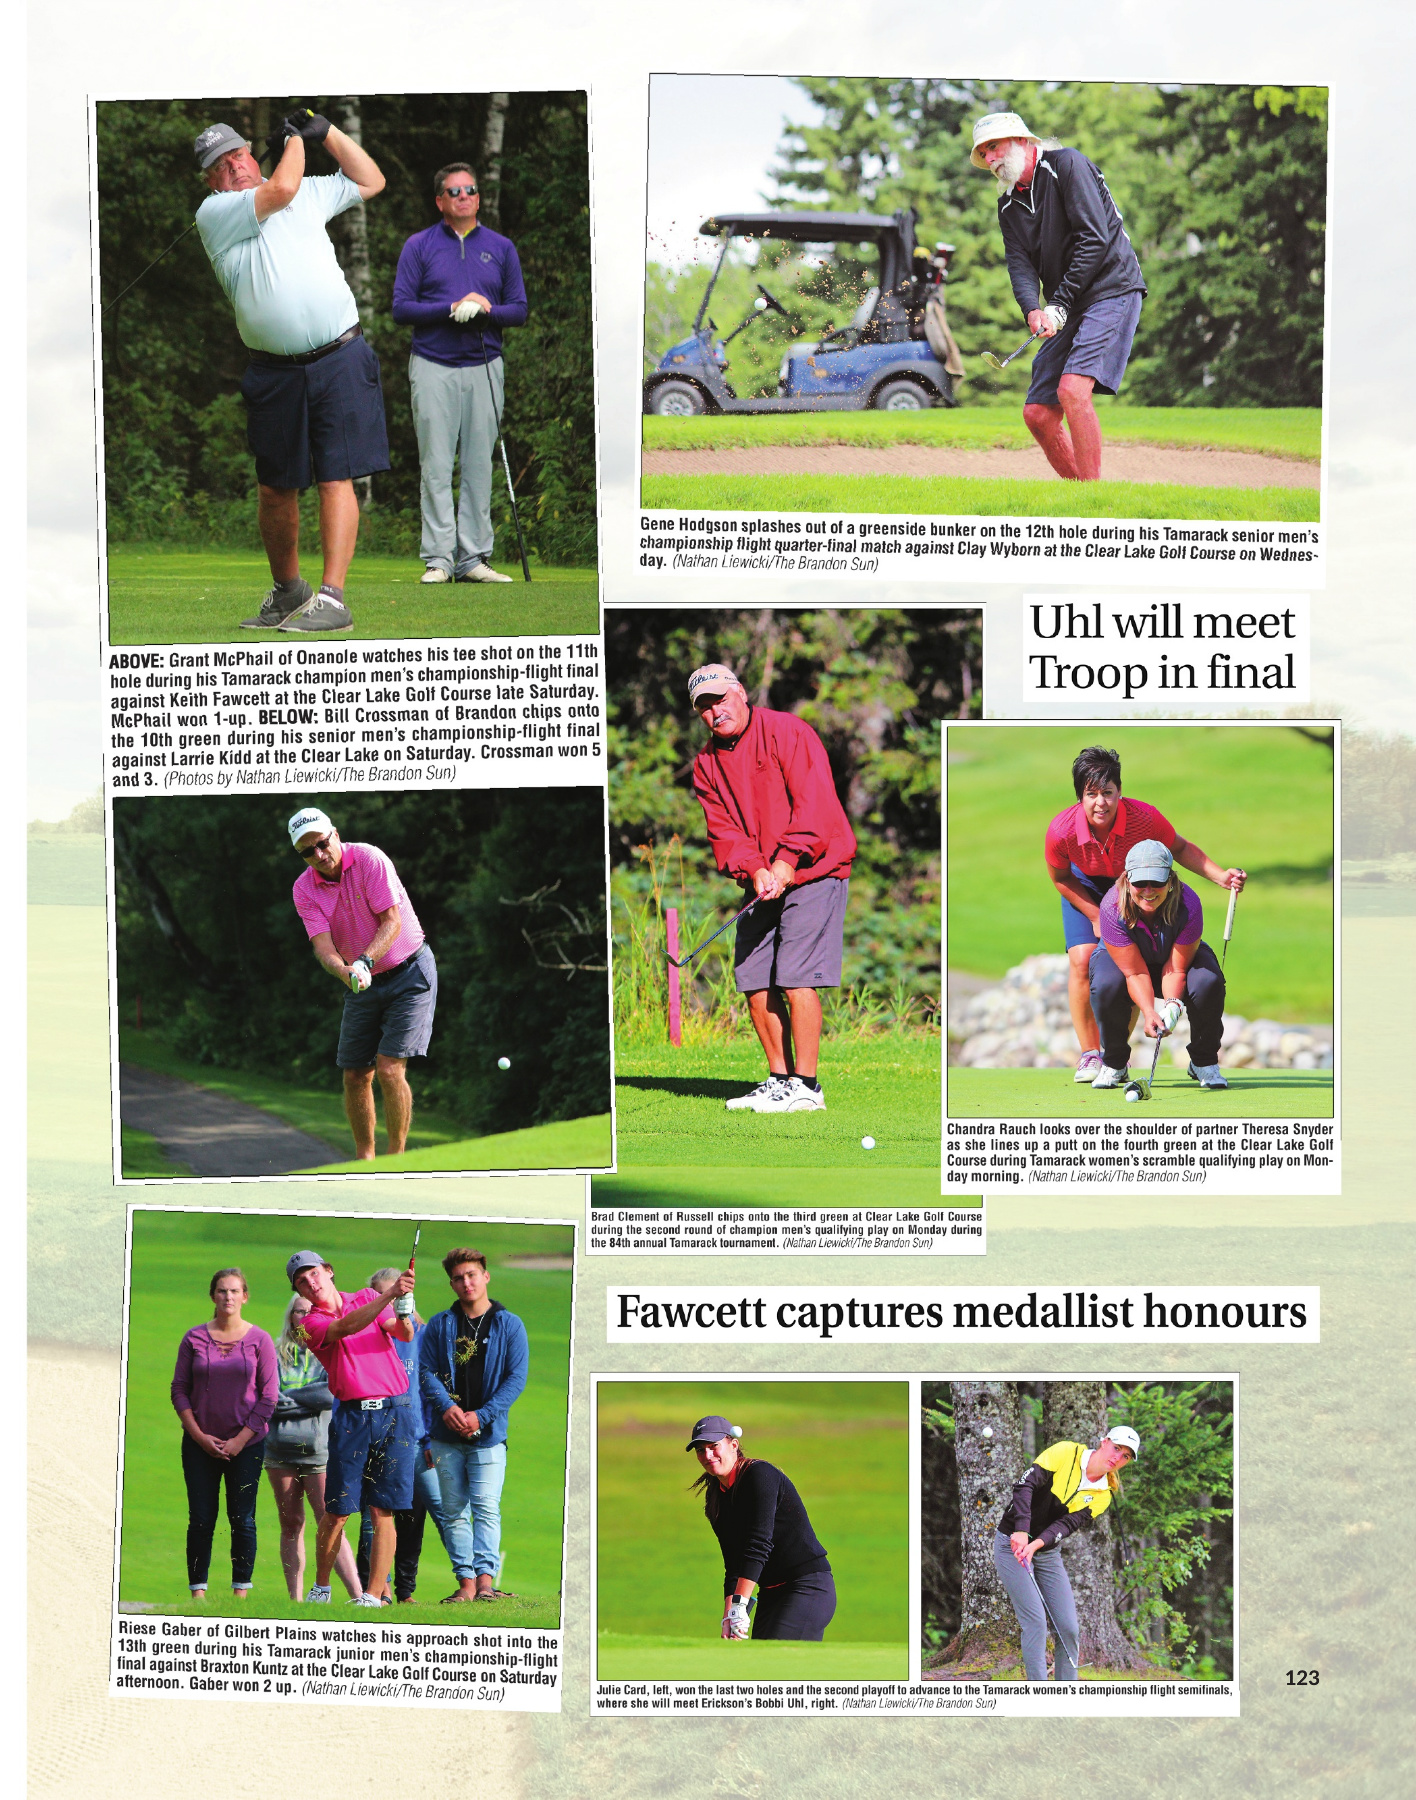 Gene Hodgson splashes out of a greenside bunker on the 12th hole during his Tamarack senior men's
championship flight quarter-final match against Clay Wyborn at the Clear Lake Golf Course on Wednes-
day. (Nathan Liewicki/The Brandon Sun)
Uhl will meet
Troop in final
ABOVE: Grant McPhail of Onanole watches his tee shot on the 11th
hole during his Tamarack champion men's championship-flight final
against Keith Fawcett at the Clear Lake Golf Course late Saturday.
McPhail won 1-up. BELOW: Bill Crossman of Brandon chips onto
the 10th green during his senior men's championship-flight final
against Larrie Kidd at the Clear Lake on Saturday. Crossman won 5
and 3. (Photos by Nathan Liewicki/The Brandon Sun)
Titleist
Titleist
Chandra Rauch looks over the shoulder of partner Theresa Snyder
as she lines up a putt on the fourth green at the Clear Lake Golf
Course during Tamarack women's scramble qualifying play on Mon-
day morning. (Nathan Liewicki/The Brandon Sun)
Brad Clement of Russell chips onto the third green at Clear Lake Golf Course
during the second round of champion men's qualifying play on Monday during
the 84th annual Tamarack tournament. (Nathan Liewicki/The Brandon Sun)
Fawcett captures medallist honours
Riese Gaber of Gilbert Plains watches his approach shot into the
13th green during his Tamarack junior men's championship-flight
final against Braxton Kuntz at the Clear Lake Golf Course on Saturday
afternoon. Gaber won 2 up. (Nathan Liewicki/The Brandon Sun)
Julie Card, left, won the last two holes and the second playoff to advance to the Tamarack women's championship flight semifinals,
where she will meet Erickson's Bobbi Uhl, right. (Nathan Liewicki/The Brandon Sun)
123